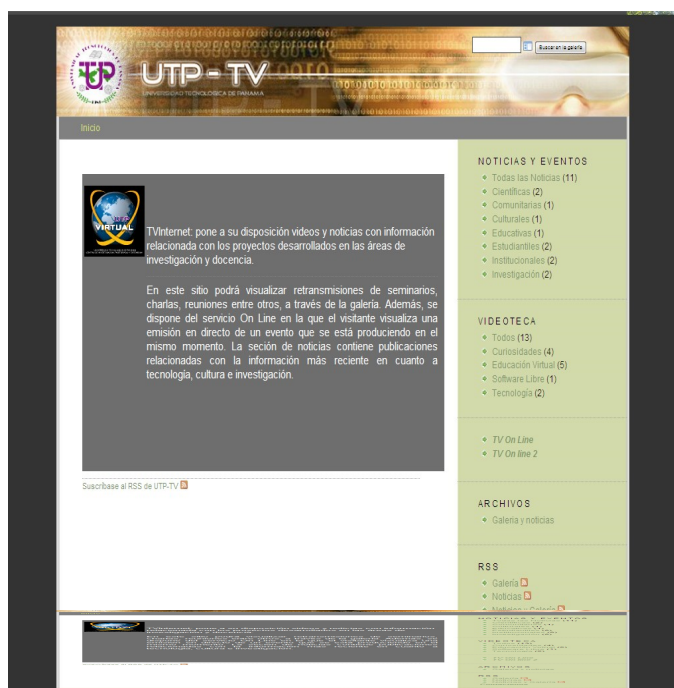 UTP
UTP - TV
UNIVERSIDAD TECNOLOGICA DE PANAMA
Buscar en la galería
Inicio
VIRTUAL
TVInternet: pone a su disposición videos y noticias con información
relacionada con los proyectos desarrollados en las áreas de
investigación y docencia.
En este sitio podrá visualizar retransmisiones de seminarios,
charlas, reuniones entre otros, a través de la galería. Además, se
dispone del servicio On Line en la que el visitante visualiza una
emisión en directo de un evento que se está produciendo en el
mismo momento. La seción de noticias contiene publicaciones
relacionadas con la información más reciente en cuanto a
tecnología, cultura e investigación.
Suscríbase al RSS de UTP-TV
NOTICIAS Y EVENTOS
Todas las Noticias (11)
Científicas (2)
Comunitarias (1)
Culturales (1)
Educativas (1)
Estudiantiles (2)
Institucionales (2)
Investigación (2)
VIDEOTECA
Todos (13)
Curiosidades (4)
Educación Virtual (5)
Software Libre (1)
Tecnología (2)
TV On Line
TV On line 2
ARCHIVOS
Galeria y noticias
RSS
Galería
Noticias